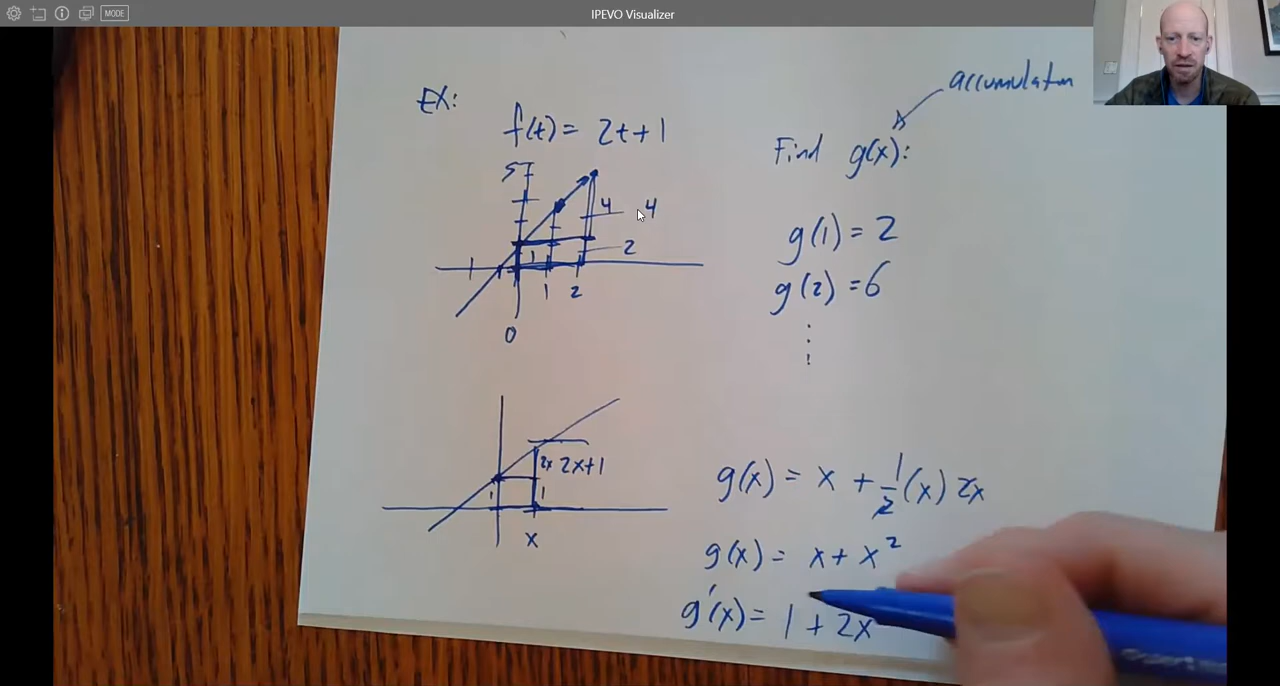 MODE
IPEVO Visualizer
EX:
f(t) = 2t+1
5
4
4
2
1
1
2
0
accumulation
Find g(x):
g(1) = 2
g(2) = 6
⋮
2x 2x+1
1
1
x
g(x) = x + 1/2(x) 2x
g(x) = x + x²
g'(x) = 1 + 2x